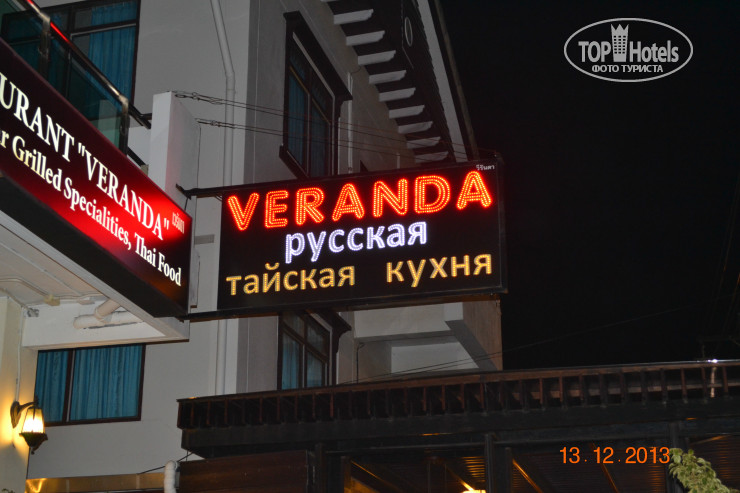 URANT "VERANDA"
r Grilled Specialities, Thai Food
VERANDA
русская
тайская кухня
TOP Hotels
ФОТО ТУРИСТА
13.12.2013